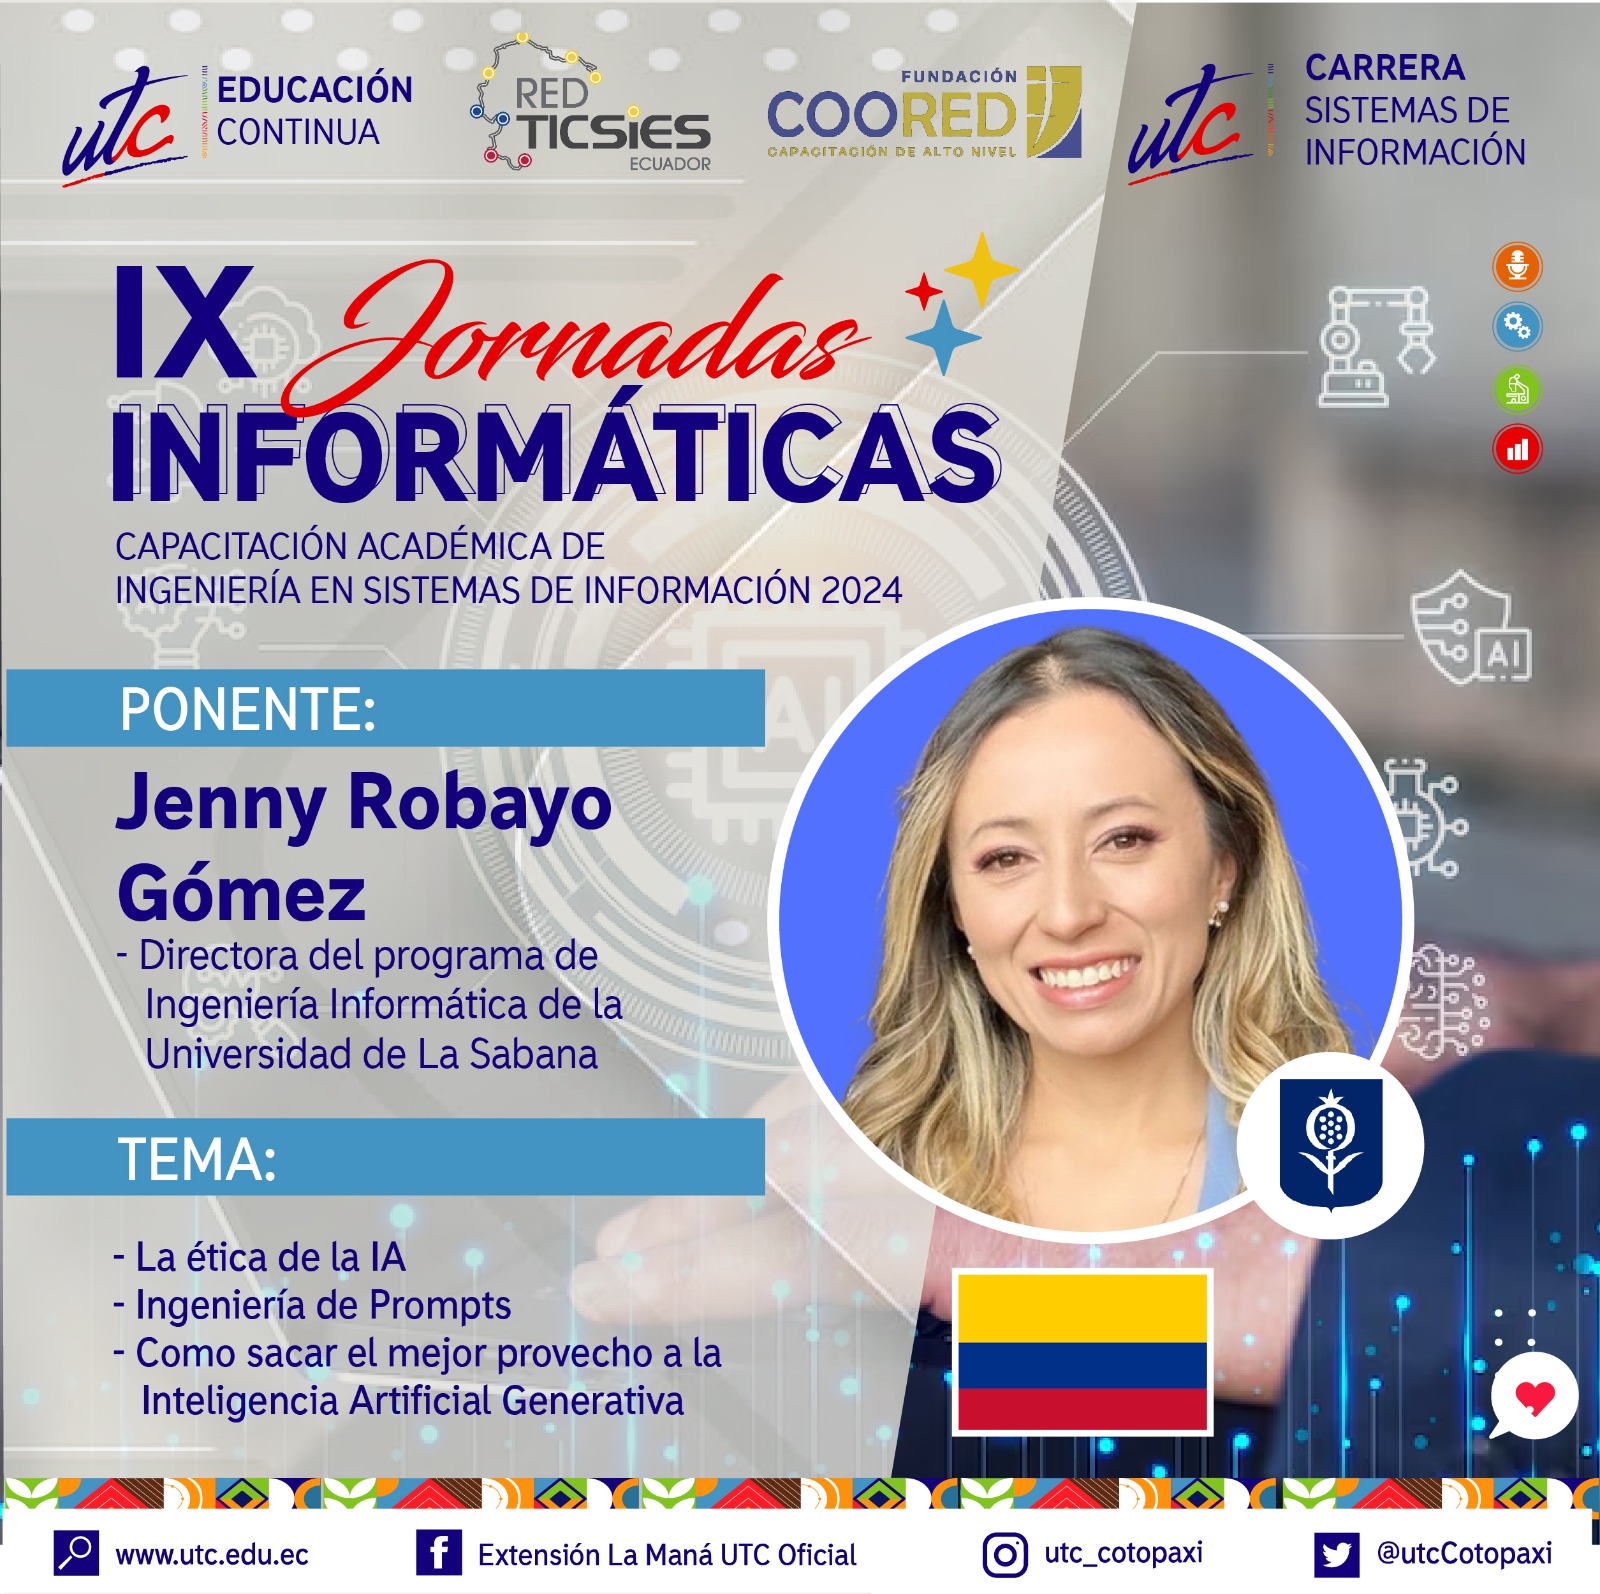 utc
EDUCACIÓN
CONTINUA
RED
TICSIES
ECUADOR
FUNDACIÓN
COORED
CAPACITACIÓN DE ALTO NIVEL
utc
CARRERA
SISTEMAS DE
INFORMACIÓN
IX Jornadas
INFORMÁTICAS
CAPACITACIÓN ACADÉMICA DE
INGENIERÍA EN SISTEMAS DE INFORMACIÓN 2024
AI
PONENTE:
AI
Jenny Robayo
Gómez
- Directora del programa de
Ingeniería Informática de la
Universidad de La Sabana
TEMA:
- La ética de la IA
- Ingeniería de Prompts
- Como sacar el mejor provecho a la
Inteligencia Artificial Generativa
www.utc.edu.ec
Extensión La Maná UTC Oficial
utc_cotopaxi
@utcCotopaxi